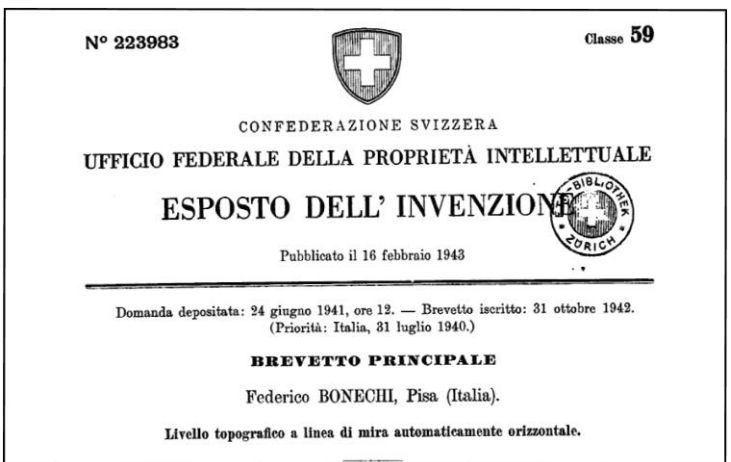 Nº 223983
Classe 59
CONFEDERAZIONE SVIZZERA
UFFICIO FEDERALE DELLA PROPRIETÀ INTELLETTUALE
ESPOSTO DELL' INVENZIONE
BIBLIOTHEK
ZÜRICH
Pubblicato il 16 febbraio 1943
Domanda depositata: 24 giugno 1941, ore 12. — Brevetto iscritto: 31 ottobre 1942.
(Priorità: Italia, 31 luglio 1940.)
BREVETTO PRINCIPALE
Federico BONECHI, Pisa (Italia).
Livello topografico a linea di mira automaticamente orizzontale.